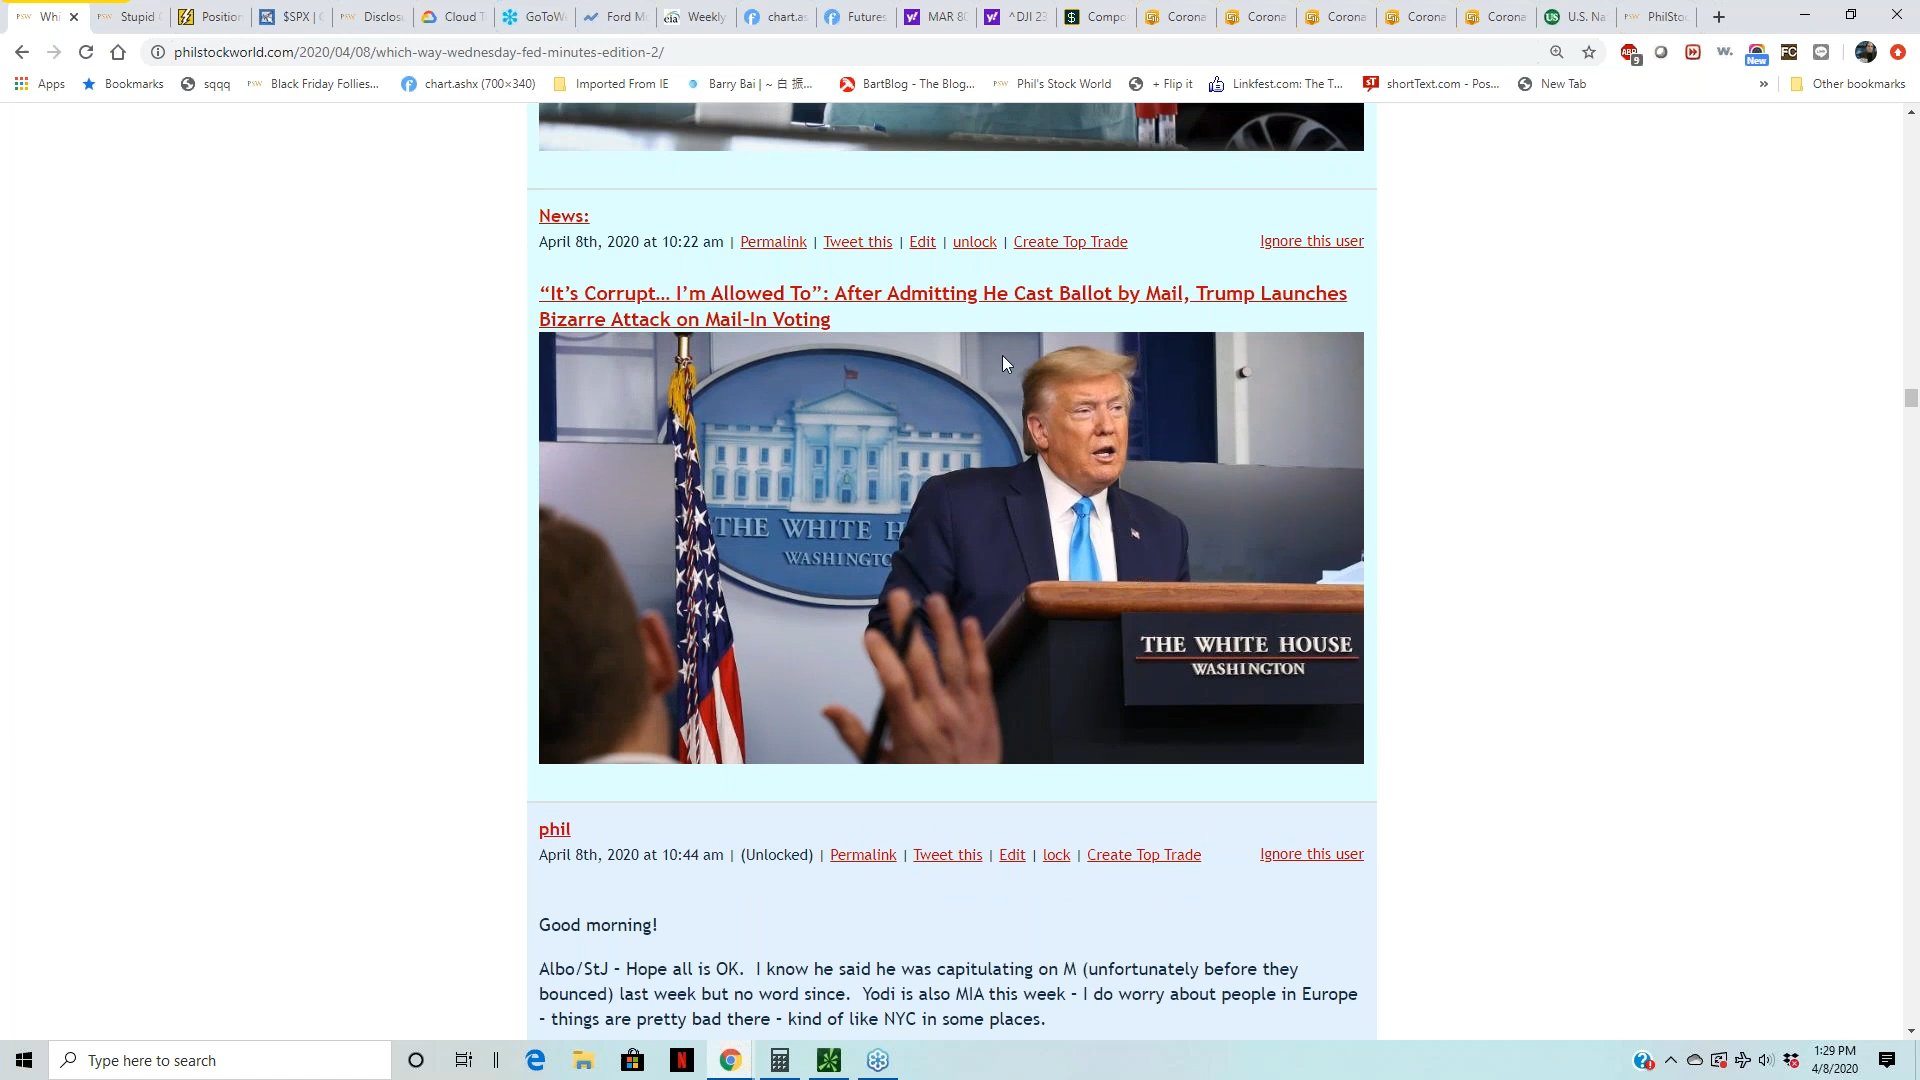 Whi
Stupid
Position
$SPX | C
Disclos
Cloud T
GoToW
Ford M
Weekly
chart.as
Futures
MAR 80
^DJI 23
Compo
Corona
Corona
Corona
Corona
Corona
U.S. Na
PhilSto
philstockworld.com/2020/04/08/which-way-wednesday-fed-minutes-edition-2/
Apps
Bookmarks
sqqq
Black Friday Follies...
chart.ashx (700×340)
Imported From IE
Barry Bai | ~ 白 振...
BartBlog - The Blog...
Phil's Stock World
+ Flip it
Linkfest.com: The T...
shortText.com - Pos...
New Tab
»
Other bookmarks
News:
April 8th, 2020 at 10:22 am | Permalink | Tweet this | Edit | unlock | Create Top Trade
Ignore this user
“It’s Corrupt… I’m Allowed To”: After Admitting He Cast Ballot by Mail, Trump Launches
Bizarre Attack on Mail-In Voting
THE WHITE H
WASHINGTO
THE WHITE HOUSE
WASHINGTON
phil
April 8th, 2020 at 10:44 am | (Unlocked) | Permalink | Tweet this | Edit | lock | Create Top Trade
Ignore this user
Good morning!
Albo/StJ - Hope all is OK. I know he said he was capitulating on M (unfortunately before they
bounced) last week but no word since. Yodi is also MIA this week - I do worry about people in Europe
- things are pretty bad there - kind of like NYC in some places.
Type here to search
1:29 PM
4/8/2020